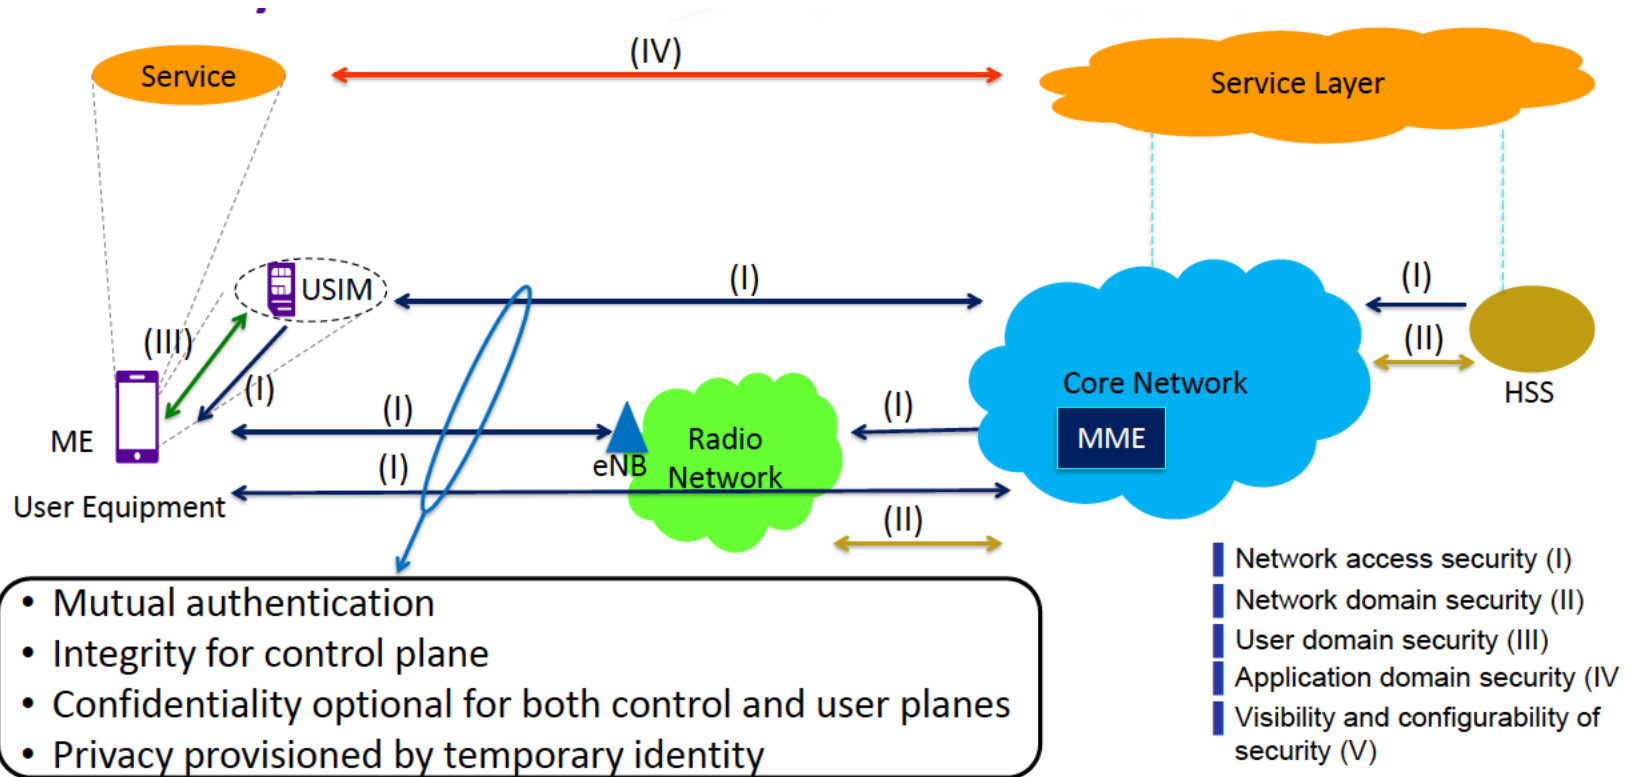 (IV)
Service
Service Layer
USIM
(I)
(I)
(III)
(II)
(I)
Core Network
HSS
(I)
(I)
ME
Radio
MME
eNB
Network
(I)
User Equipment
(II)
• Mutual authentication
• Integrity for control plane
• Confidentiality optional for both control and user planes
• Privacy provisioned by temporary identity
Network access security (I)
Network domain security (II)
User domain security (III)
Application domain security (IV
Visibility and configurability of
security (V)